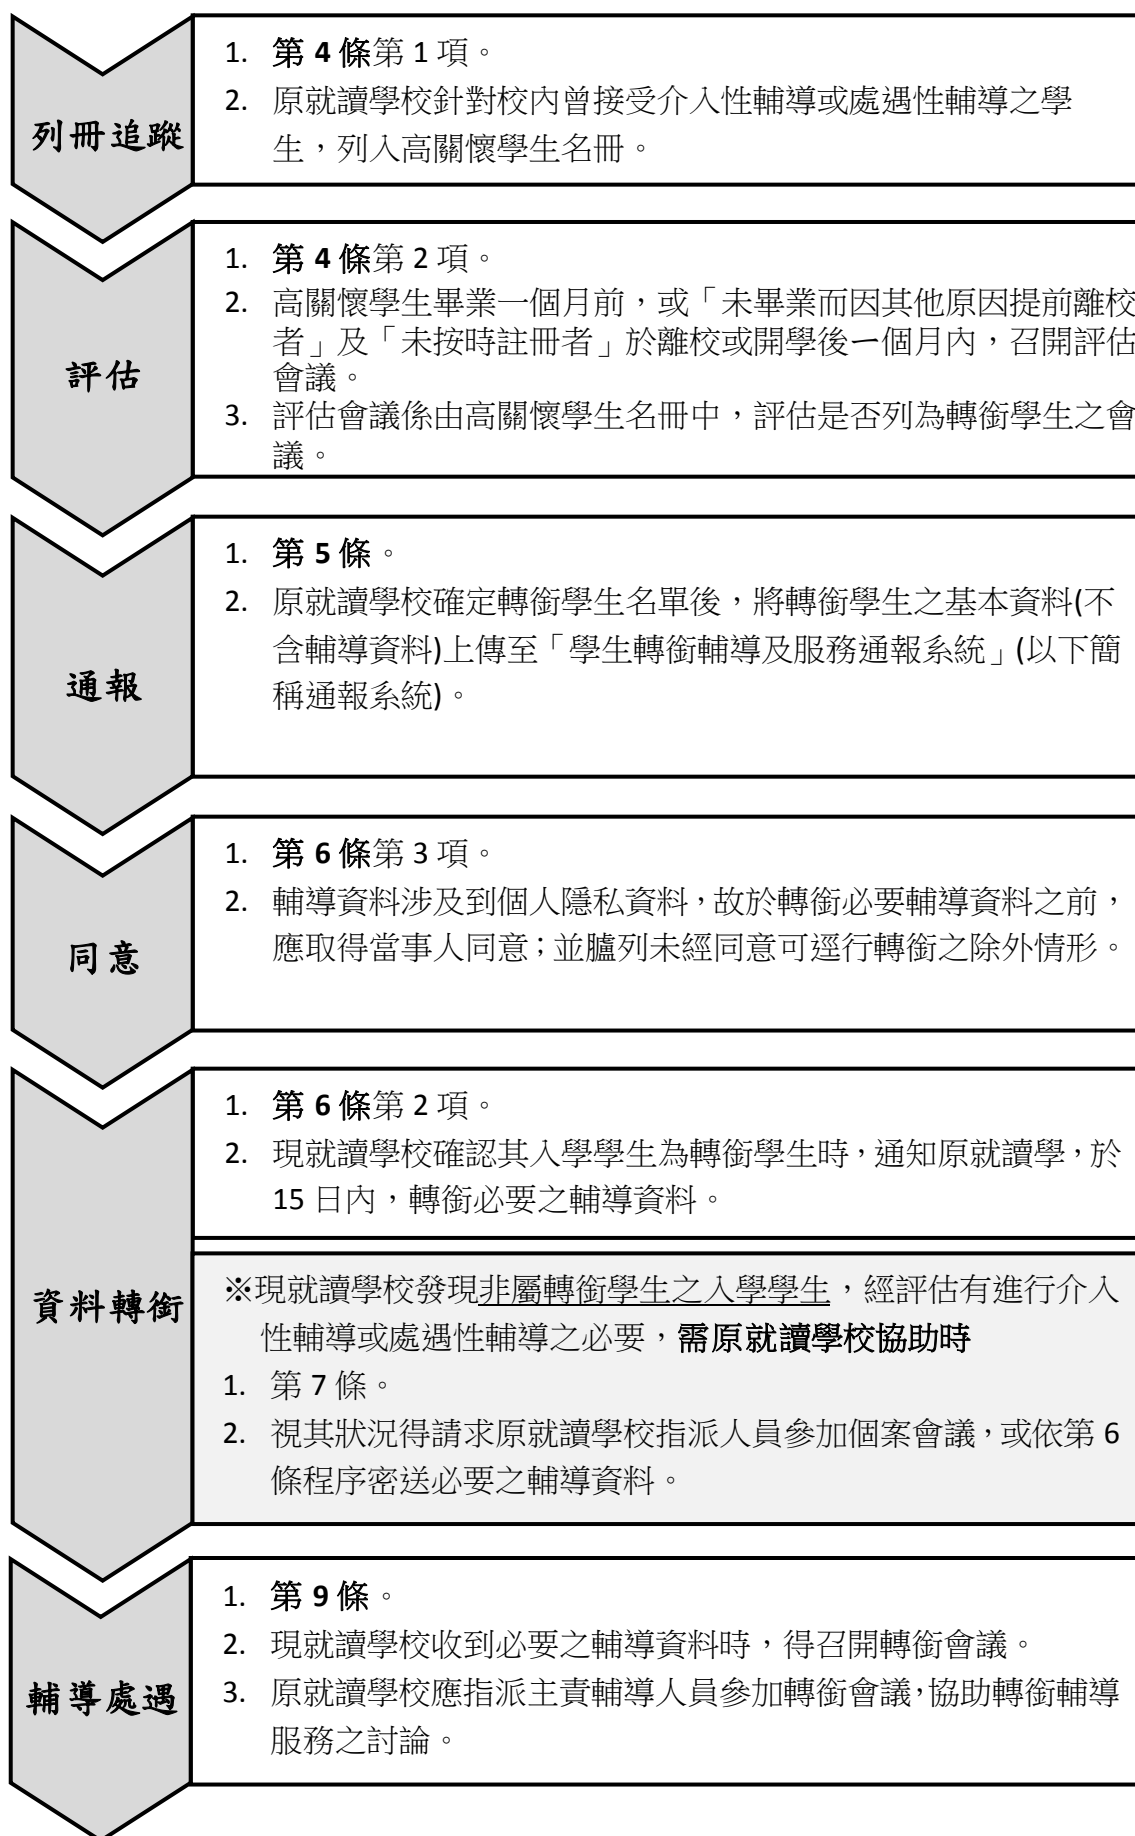 列冊追蹤
1. 第 4 條第 1 項。
2. 原就讀學校針對校內曾接受介入性輔導或處遇性輔導之學
生，列入高關懷學生名冊。
評估
1. 第 4 條第 2 項。
2. 高關懷學生畢業一個月前，或「未畢業而因其他原因提前離校
者」及「未按時註冊者」於離校或開學後一個月內，召開評估
會議。
3. 評估會議係由高關懷學生名冊中，評估是否列為轉銜學生之會
議。
通報
1. 第 5 條。
2. 原就讀學校確定轉銜學生名單後，將轉銜學生之基本資料(不
含輔導資料)上傳至「學生轉銜輔導及服務通報系統」(以下簡
稱通報系統)。
同意
1. 第 6 條第 3 項。
2. 輔導資料涉及到個人隱私資料，故於轉銜必要輔導資料之前，
應取得當事人同意；並臚列未經同意可逕行轉銜之除外情形。
資料轉銜
1. 第 6 條第 2 項。
2. 現就讀學校確認其入學學生為轉銜學生時，通知原就讀學，於
15 日內，轉銜必要之輔導資料。
※現就讀學校發現非屬轉銜學生之入學學生，經評估有進行介入
性輔導或處遇性輔導之必要，需原就讀學校協助時
1. 第 7 條。
2. 視其狀況得請求原就讀學校指派人員參加個案會議，或依第 6
條程序密送必要之輔導資料。
輔導處遇
1. 第 9 條。
2. 現就讀學校收到必要之輔導資料時，得召開轉銜會議。
3. 原就讀學校應指派主責輔導人員參加轉銜會議，協助轉銜輔導
服務之討論。